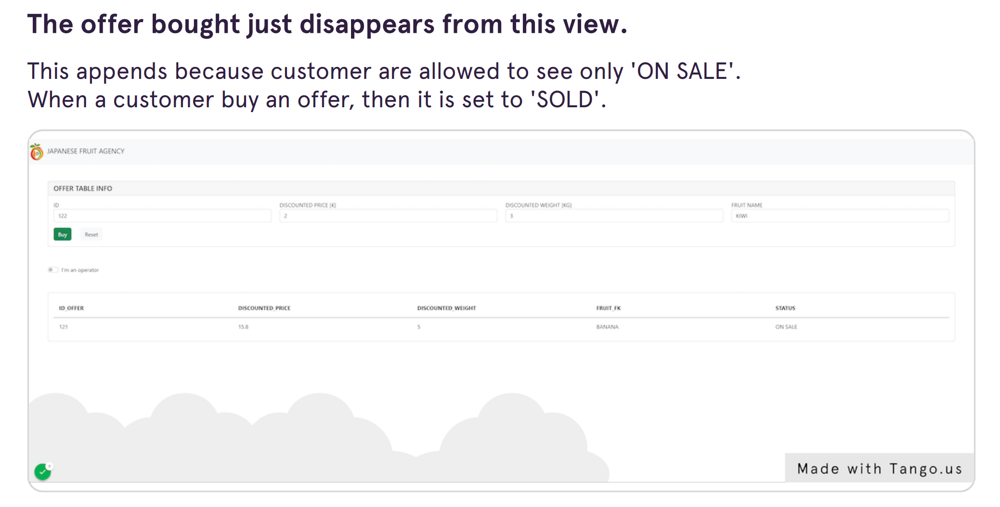 The offer bought just disappears from this view.
This appends because customer are allowed to see only 'ON SALE'.
When a customer buy an offer, then it is set to 'SOLD'.
JAPANESE FRUIT AGENCY
OFFER TABLE INFO
ID DISCOUNTED PRICE [€] DISCOUNTED WEIGHT [KG] FRUIT NAME
122 2 3 KIWI
Buy Reset
I'm an operator
ID_OFFER DISCOUNTED_PRICE DISCOUNTED_WEIGHT FRUIT_FK STATUS
121 15.8 5 BANANA ON SALE
Made with Tango.us